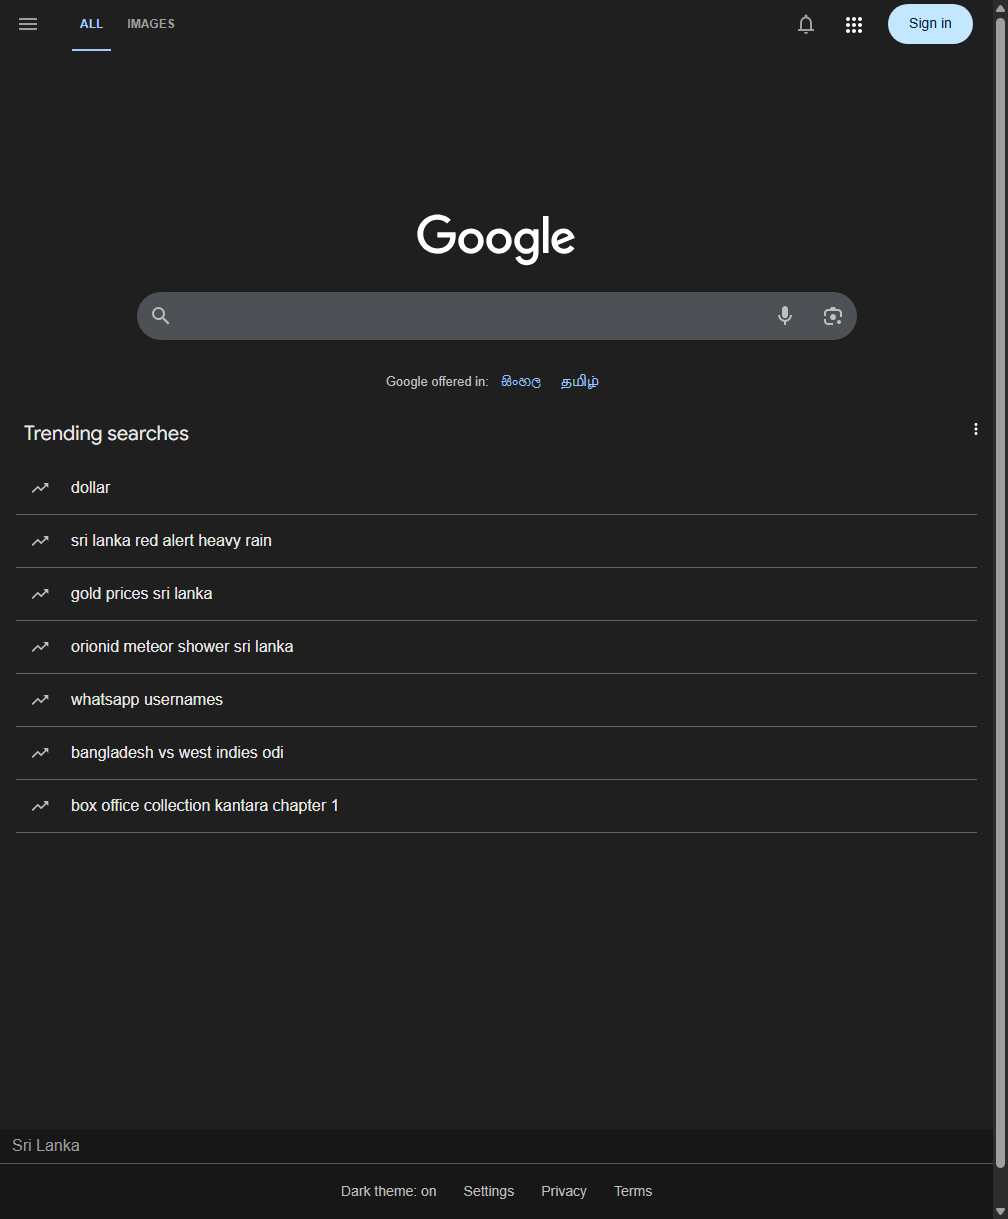 ALL IMAGES Sign in
Google
Google offered in: සිංහල தமிழ்
Trending searches
dollar
sri lanka red alert heavy rain
gold prices sri lanka
orionid meteor shower sri lanka
whatsapp usernames
bangladesh vs west indies odi
box office collection kantara chapter 1
Sri Lanka
Dark theme: on Settings Privacy Terms